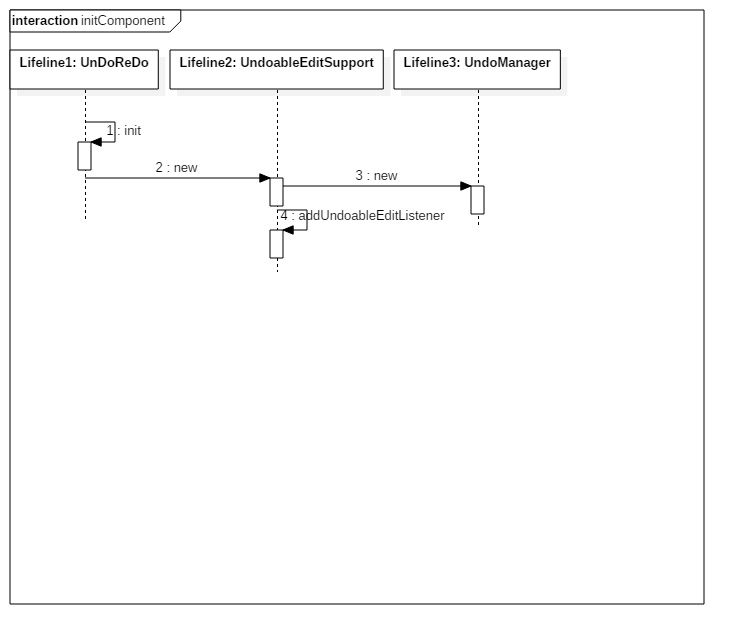 interaction initComponent
Lifeline1: UnDoReDo
Lifeline2: UndoableEditSupport
Lifeline3: UndoManager
1 : init
2 : new
3 : new
4 : addUndoableEditListener